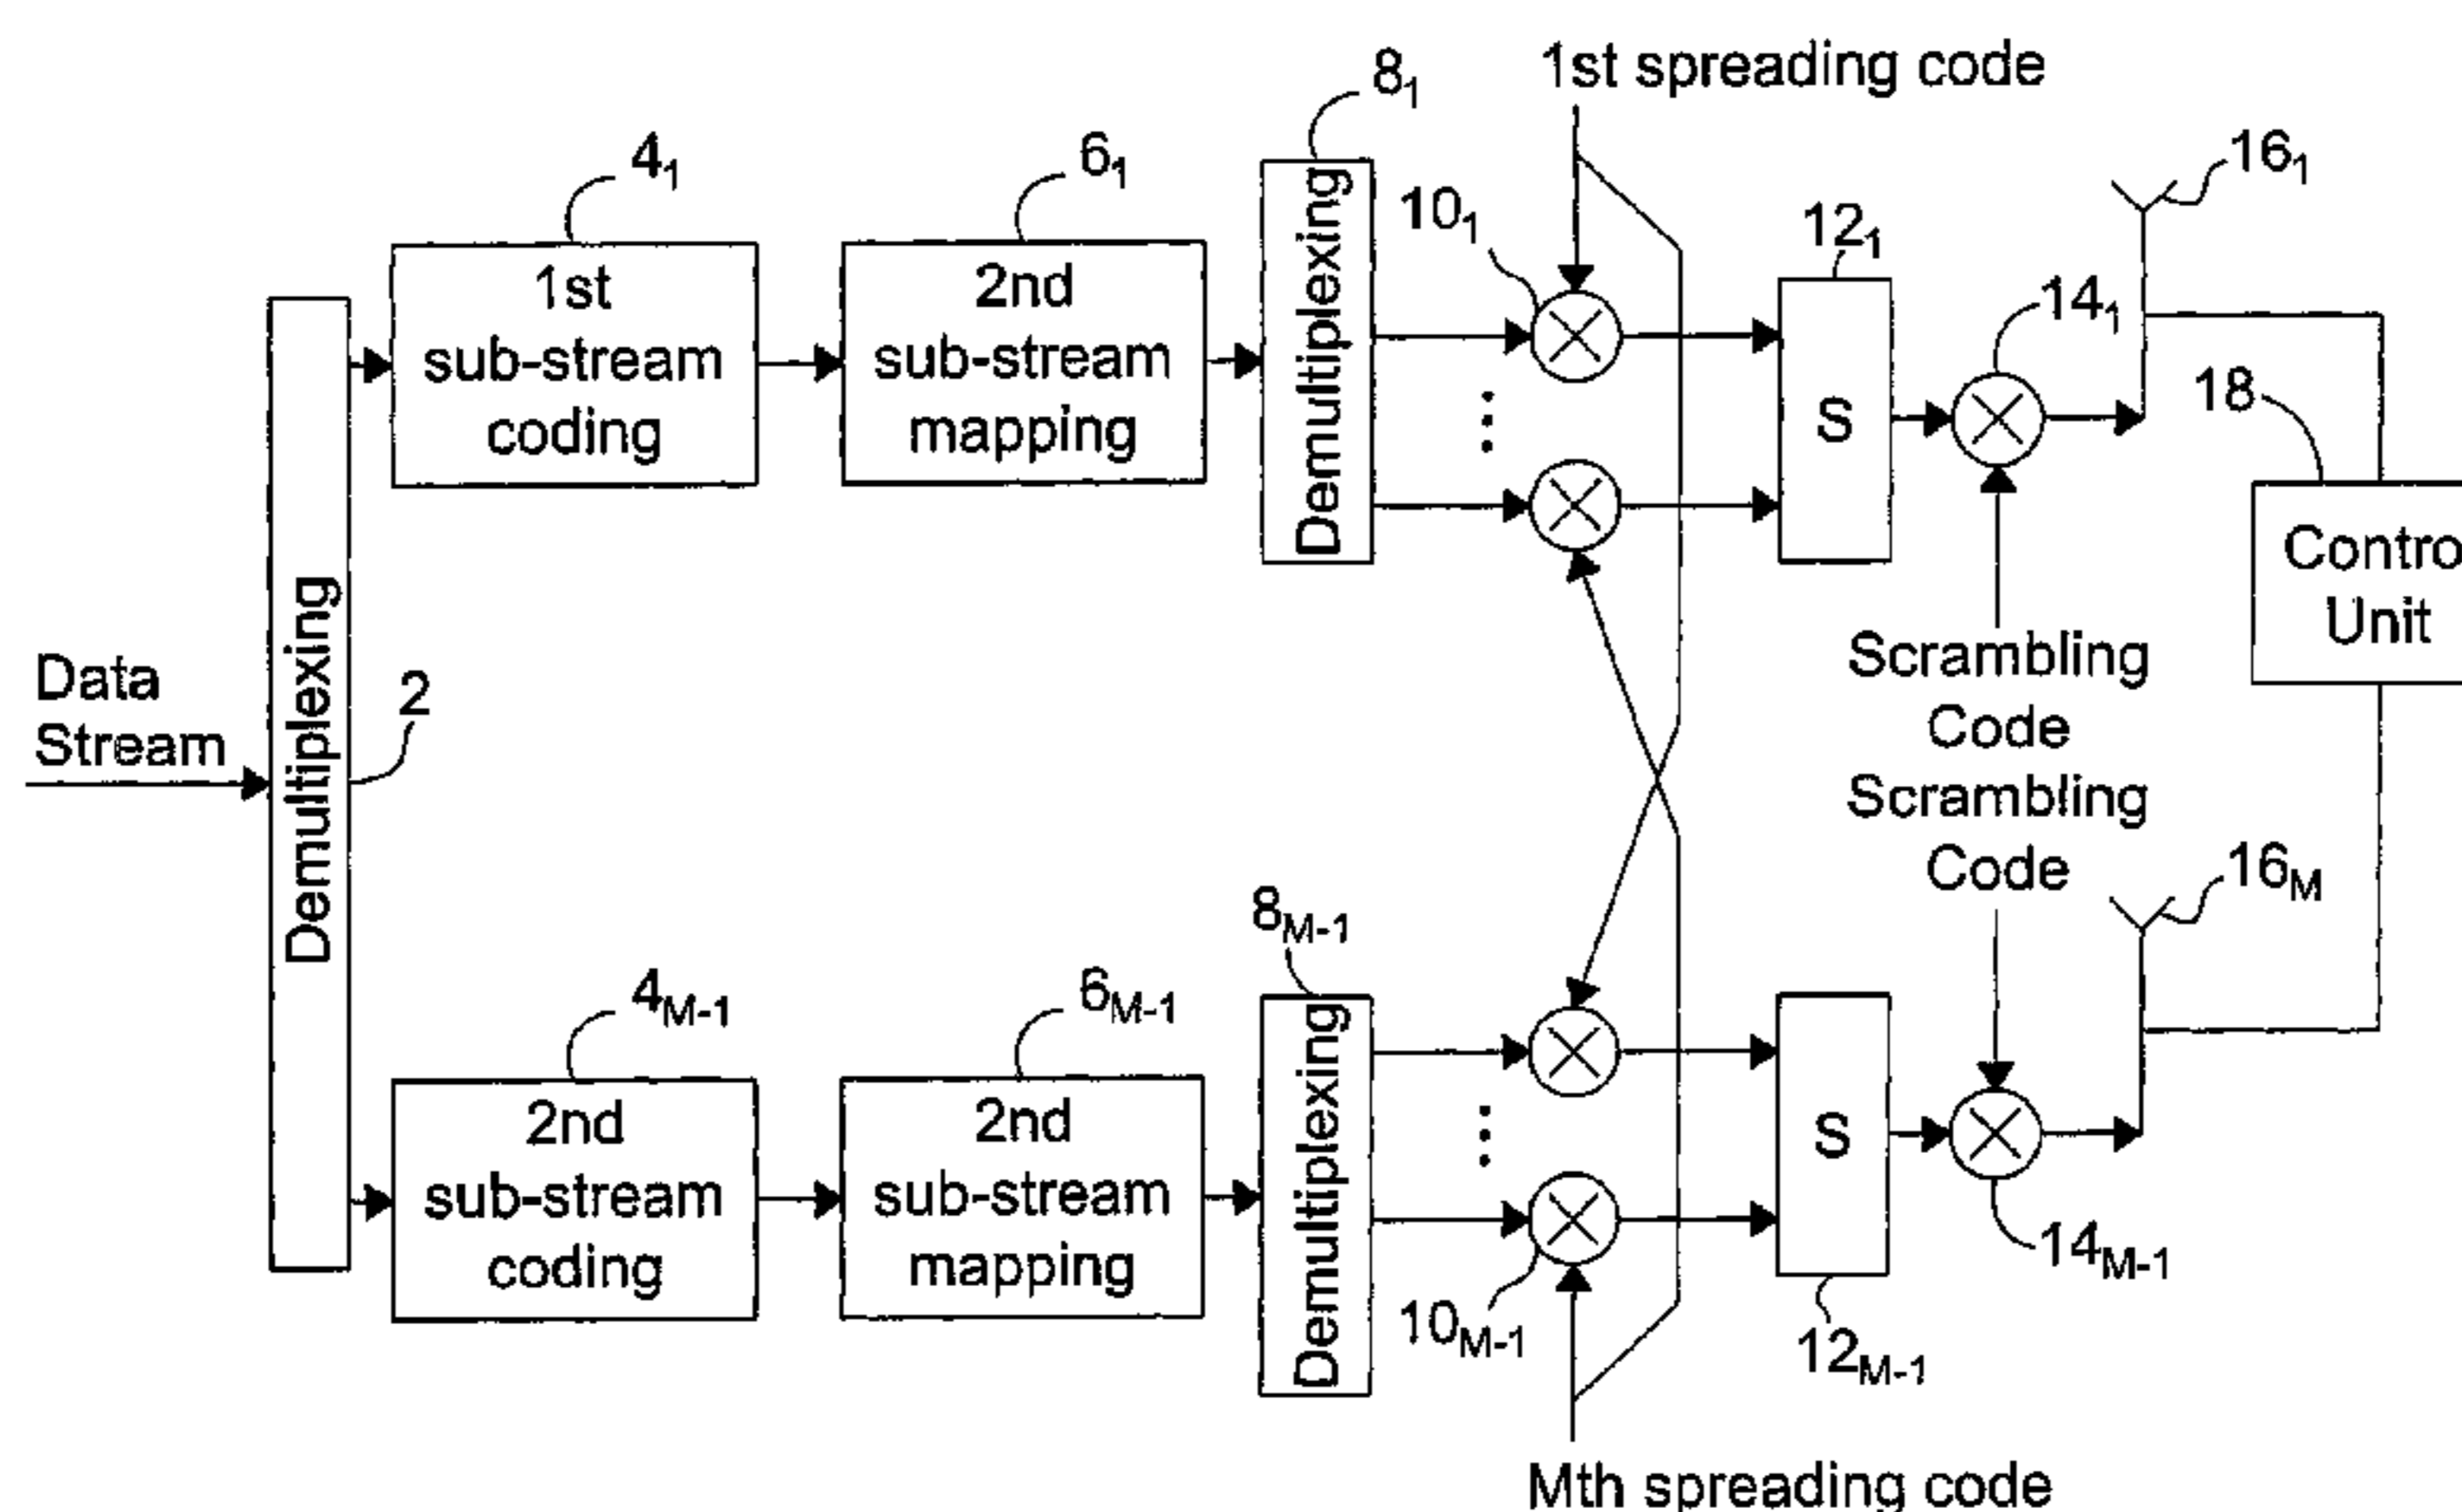 1st spreading code
8₁
4₁
6₁
10₁
12₁
16₁
14₁
18
1st
sub-stream
coding
2nd
sub-stream
mapping
Demultiplexing
S
Contro
Unit
Scrambling
Code
Data
Stream
Demultiplexing
2
Scrambling
Code
16M
8M-1
4M-1
6M-1
2nd
sub-stream
coding
2nd
sub-stream
mapping
Demultiplexing
S
14M-1
10M-1
12M-1
Mth spreading code